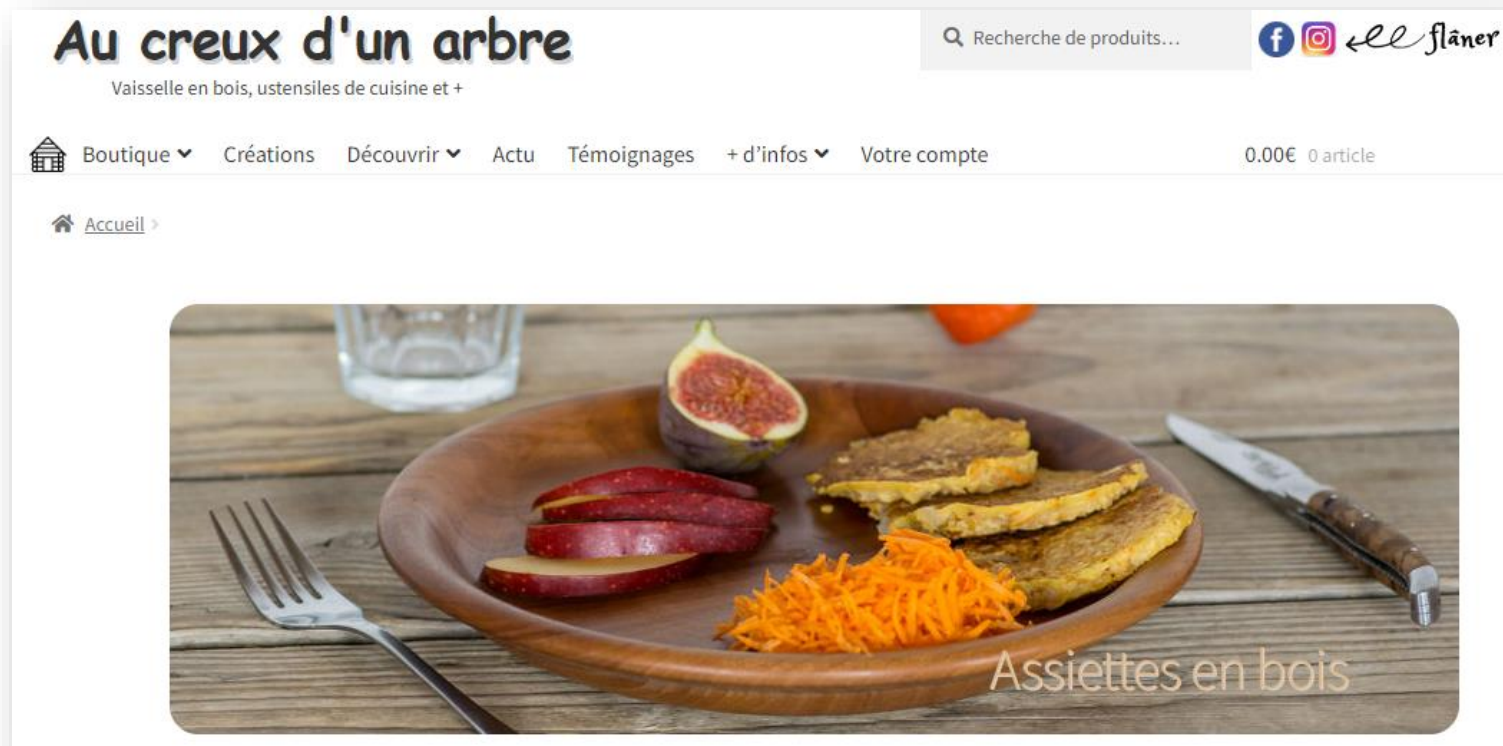 Au creux d'un arbre
Recherche de produits…
flâner
Vaisselle en bois, ustensiles de cuisine et +
Boutique
Créations
Découvrir
Actu
Témoignages
+ d'infos
Votre compte
0.00€ 0 article
Accueil
Assiettes en bois